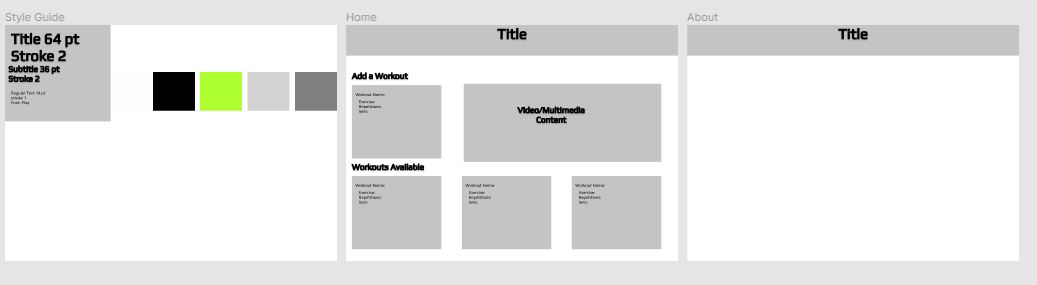 Style Guide
Title 64 pt
Stroke 2
Subtitle 36 pt
Stroke 2
Regular Text 18 pt
stroke 1
Font: Play
Home
Title
Add a Workout
Workout Name:
Exercise:
Repetitions:
Sets:
Video/Multimedia
Content
Workouts Available
Workout Name:
Exercise:
Repetitions:
Sets:
Workout Name:
Exercise:
Repetitions:
Sets:
Workout Name:
Exercise:
Repetitions:
Sets:
About
Title